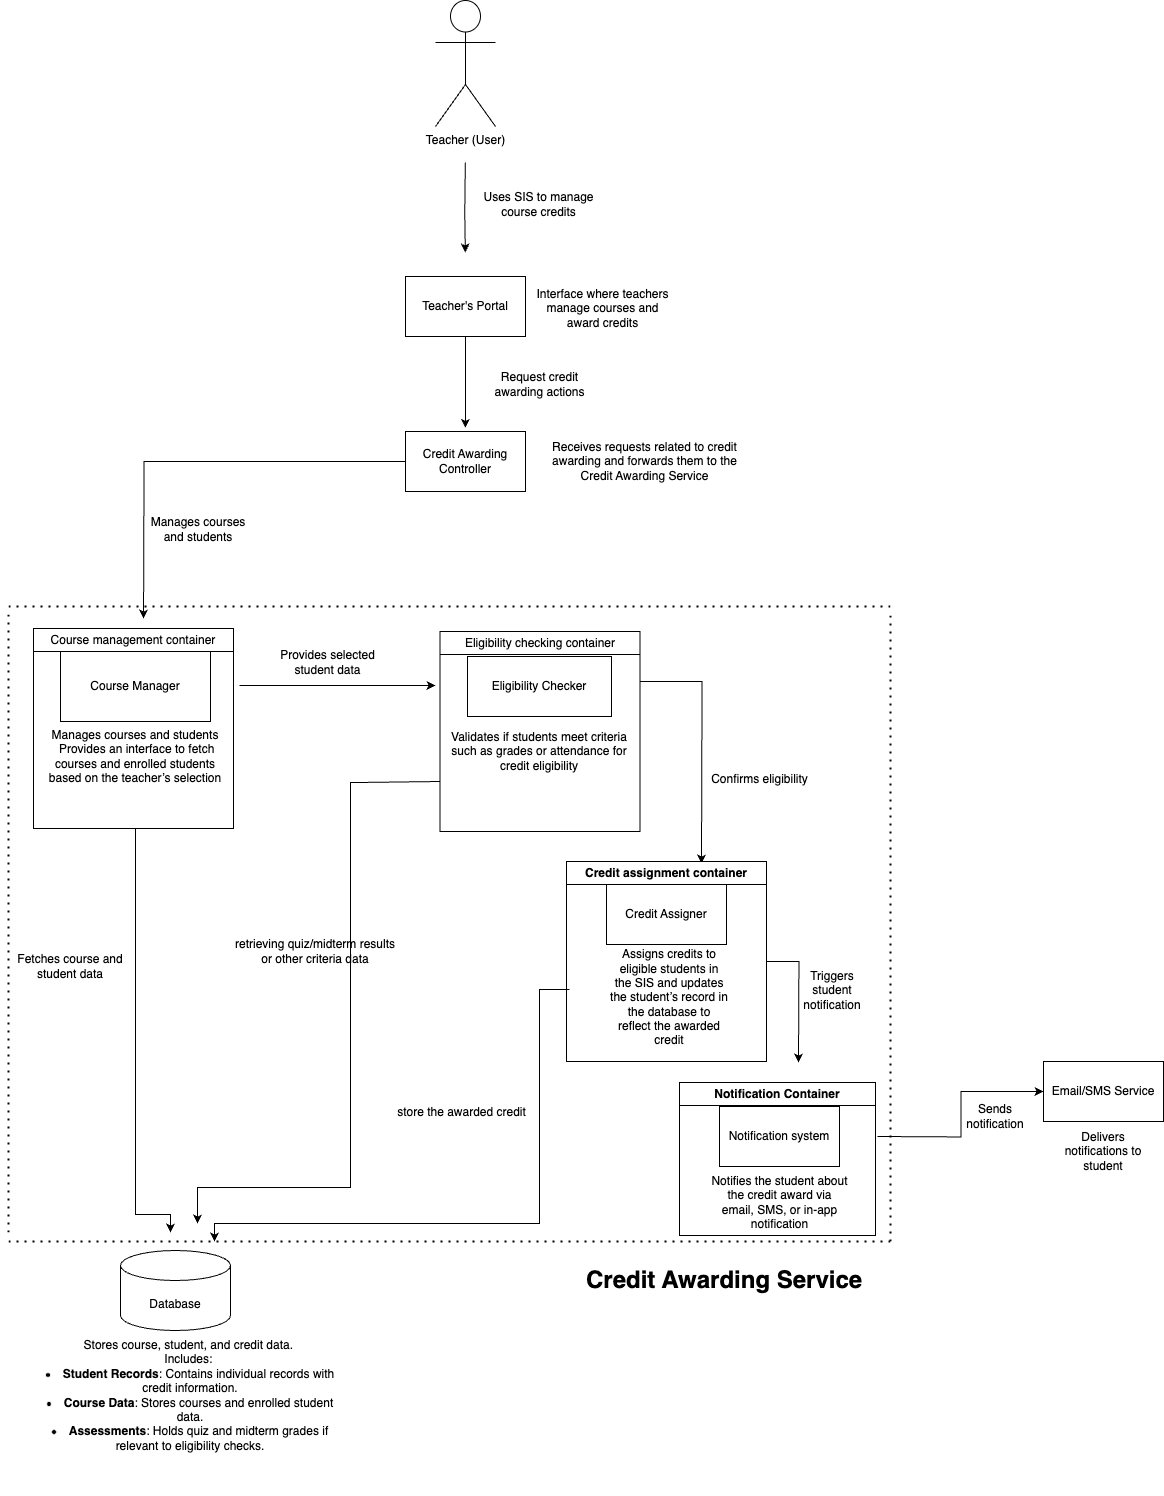 Teacher (User)
Uses SIS to manage
course credits
Teacher's Portal
Interface where teachers
manage courses and
award credits
Request credit
awarding actions
Credit Awarding
Controller
Receives requests related to credit
awarding and forwards them to the
Credit Awarding Service
Manages courses
and students
Course management container
Course Manager
Manages courses and students
Provides an interface to fetch
courses and enrolled students
based on the teacher’s selection
Provides selected
student data
Eligibility checking container
Eligibility Checker
Validates if students meet criteria
such as grades or attendance for
credit eligibility
Confirms eligibility
Credit assignment container
Credit Assigner
Assigns credits to
eligible students in
the SIS and updates
the student’s record in
the database to
reflect the awarded
credit
Fetches course and
student data
retrieving quiz/midterm results
or other criteria data
Triggers
student
notification
store the awarded credit
Notification Container
Notification system
Notifies the student about
the credit award via
email, SMS, or in-app
notification
Sends
notification
Email/SMS Service
Delivers
notifications to
student
Credit Awarding Service
Database
Stores course, student, and credit data.
Includes:
• Student Records: Contains individual records with
credit information.
• Course Data: Stores courses and enrolled student
data.
• Assessments: Holds quiz and midterm grades if
relevant to eligibility checks.